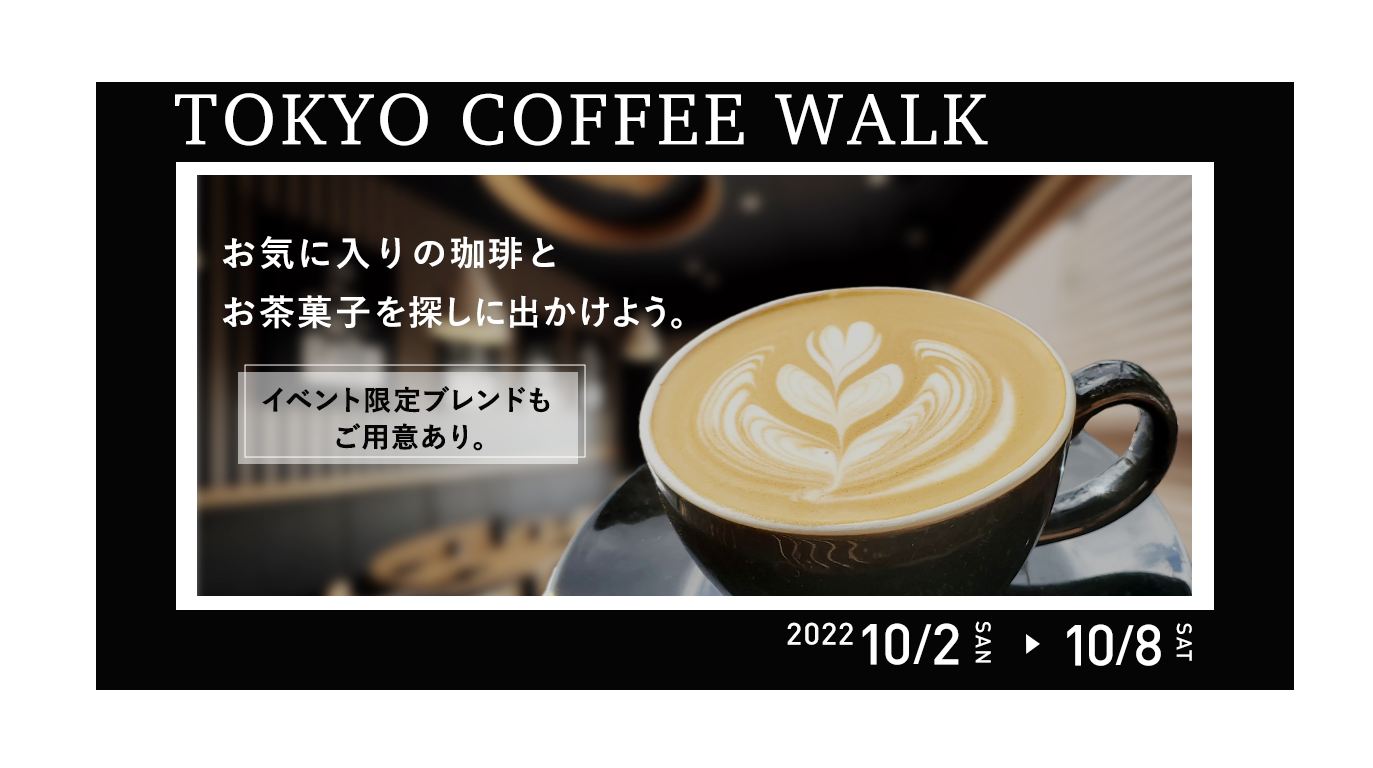 TOKYO COFFEE WALK
お気に入りの珈琲と
お茶菓子を探しに出かけよう。
イベント限定ブレンドも
ご用意あり。
2022 10/2 SAN ▶ 10/8 SAT